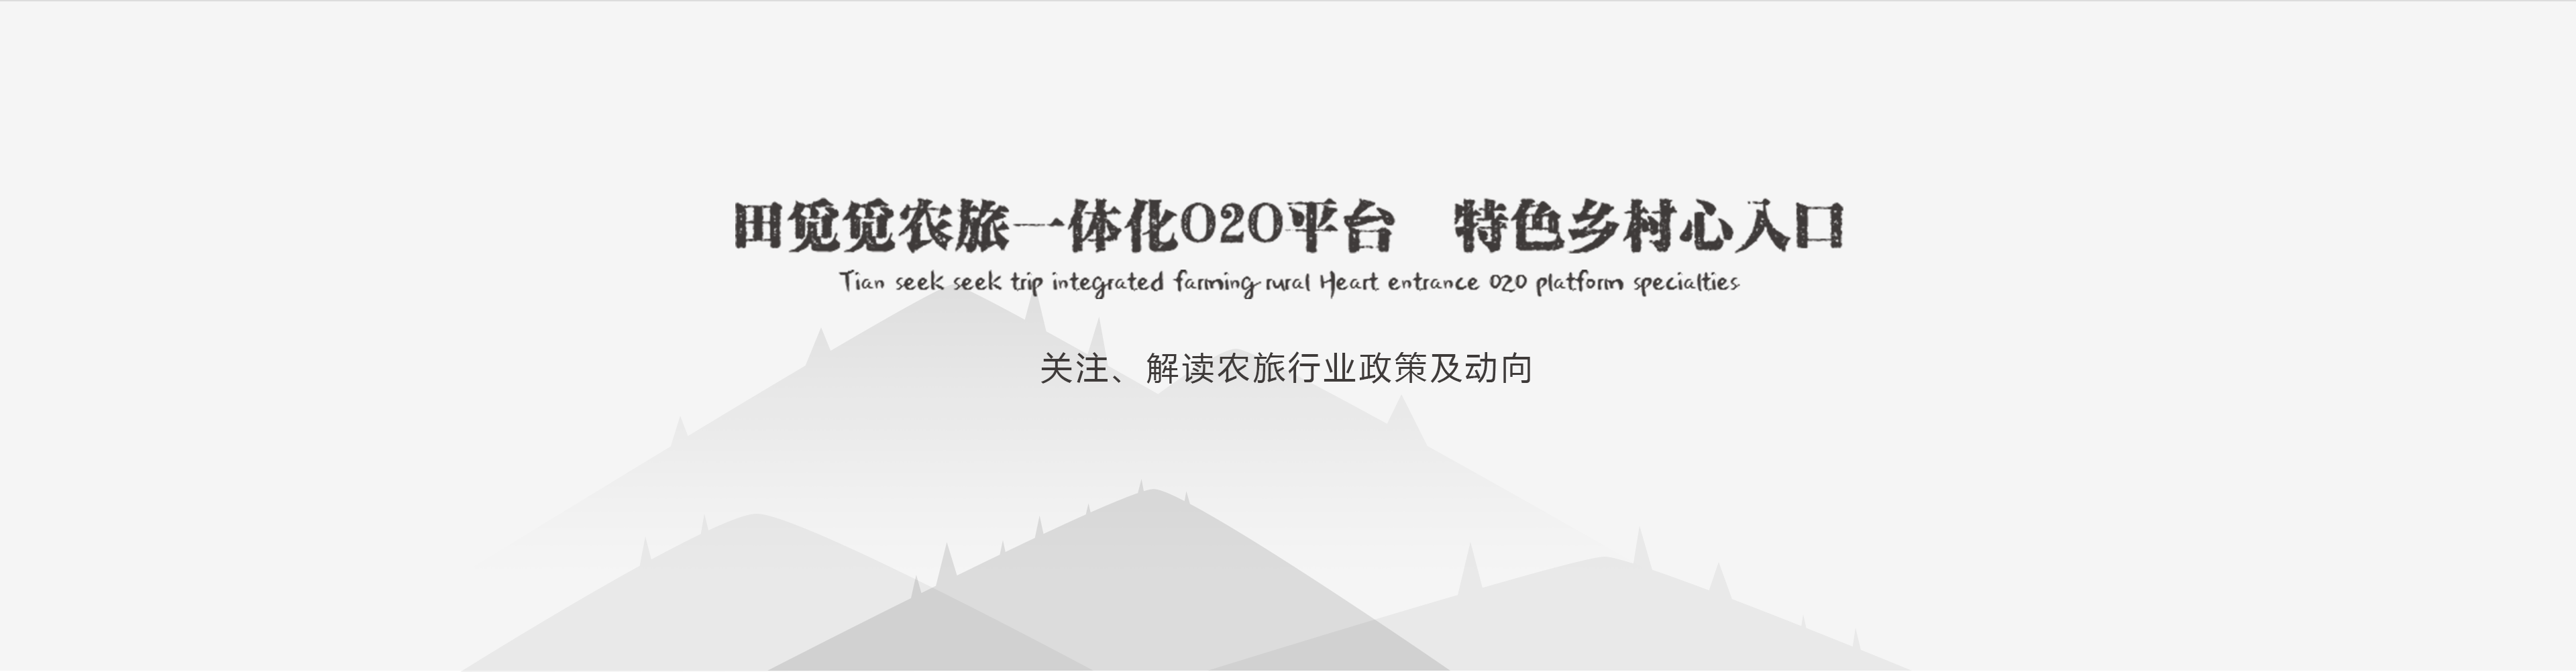 田觅觅农旅一体化O2O平台 特色乡村心入口
Tian seek seek trip integrated farming rural Heart entrance O2O platform specialties
关注、解读农旅行业政策及动向